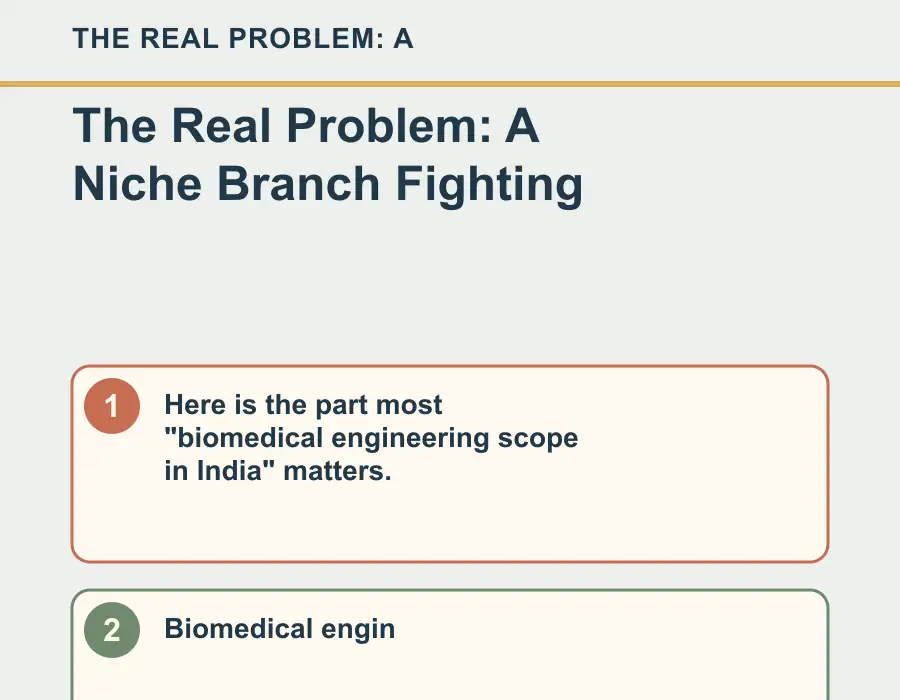 THE REAL PROBLEM: A
The Real Problem: A
Niche Branch Fighting
1
Here is the part most
"biomedical engineering scope
in India" matters.
2
Biomedical engin